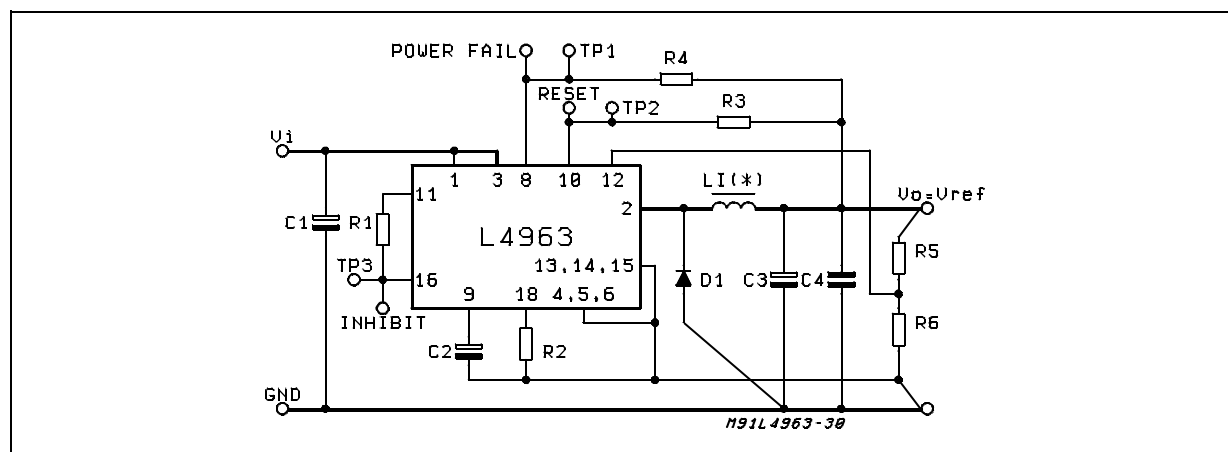 POWER FAIL TP1
R4
RESET
TP2 R3
Vi
1 3 8 10 12
11 2 LI(*) Vo=Vref
C1 R1 L4963
13,14,15 R5
TP3 16 D1 C3 C4
9 18 4,5,6
INHIBIT R6
C2 R2
GND
M91L4963-30